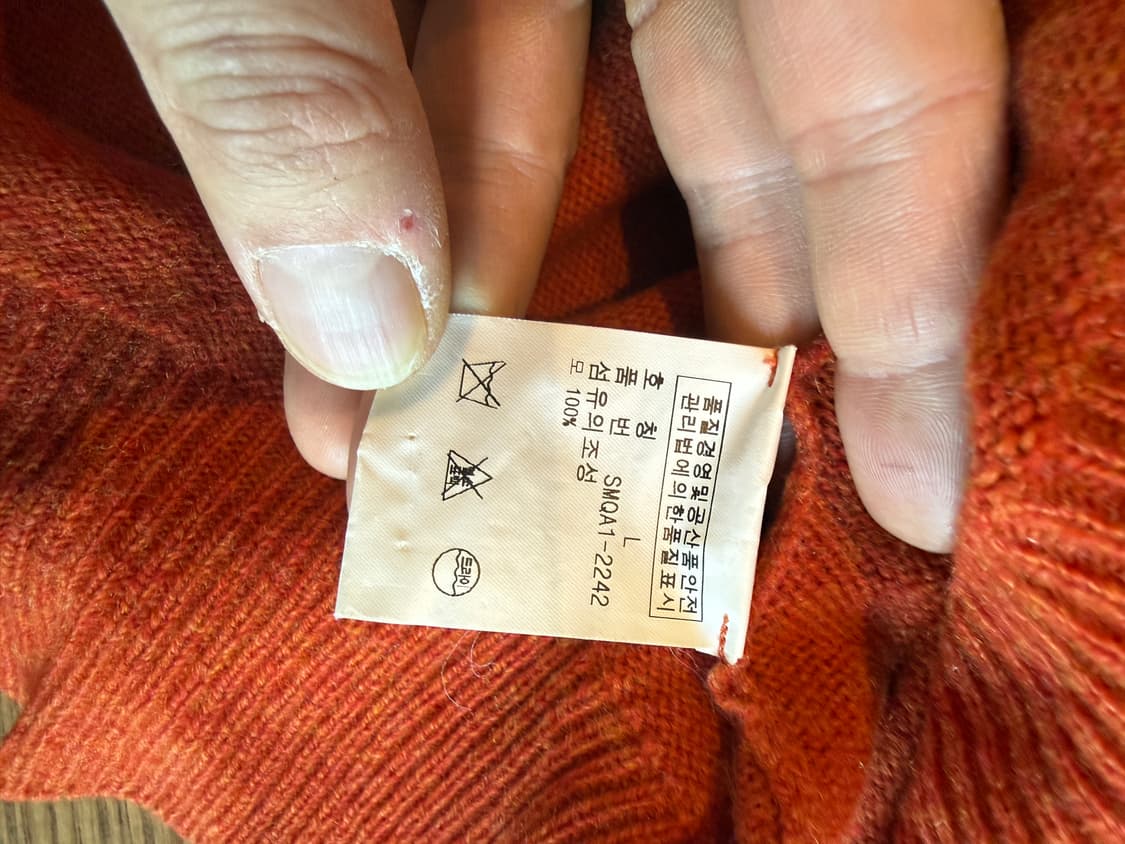 품질경영및공산품안전
관리법에의한품질표시
호 칭 L
품 번 SMQA1-2242
섬유의조성
모 100%
드라이